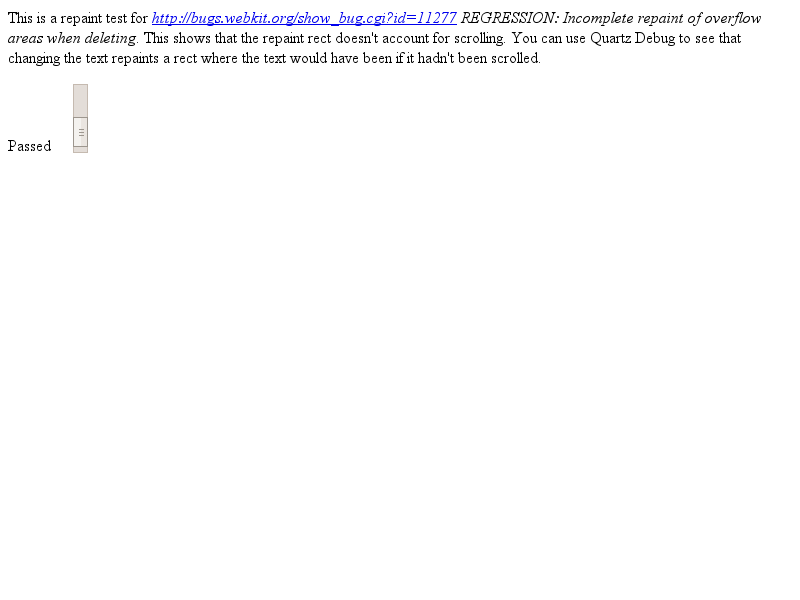 This is a repaint test for http://bugs.webkit.org/show_bug.cgi?id=11277 REGRESSION: Incomplete repaint of overflow
areas when deleting. This shows that the repaint rect doesn't account for scrolling. You can use Quartz Debug to see that
changing the text repaints a rect where the text would have been if it hadn't been scrolled.
Passed